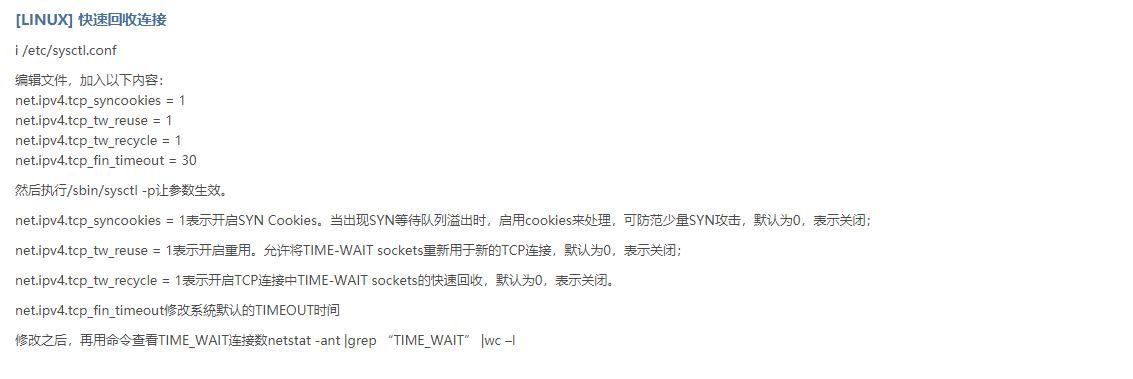 [LINUX] 快速回收连接
i /etc/sysctl.conf
编辑文件，加入以下内容：
net.ipv4.tcp_syncookies = 1
net.ipv4.tcp_tw_reuse = 1
net.ipv4.tcp_tw_recycle = 1
net.ipv4.tcp_fin_timeout = 30
然后执行/sbin/sysctl -p让参数生效。
net.ipv4.tcp_syncookies = 1表示开启SYN Cookies。当出现SYN等待队列溢出时，启用cookies来处理，可防范少量SYN攻击，默认为0，表示关闭；
net.ipv4.tcp_tw_reuse = 1表示开启重用。允许将TIME-WAIT sockets重新用于新的TCP连接，默认为0，表示关闭；
net.ipv4.tcp_tw_recycle = 1表示开启TCP连接中TIME-WAIT sockets的快速回收，默认为0，表示关闭。
net.ipv4.tcp_fin_timeout修改系统默认的TIMEOUT时间
修改之后，再用命令查看TIME_WAIT连接数netstat -ant |grep “TIME_WAIT” |wc –l